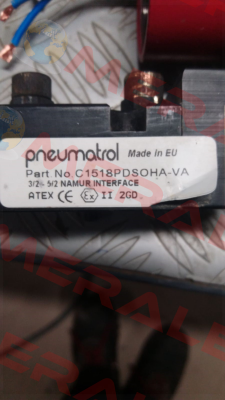 pneumatrol Made in EU
Part No.C1518PDSOHA-VA
3/2 5/2 NAMUR INTERFACE
ATEX CE Ex II 2GD